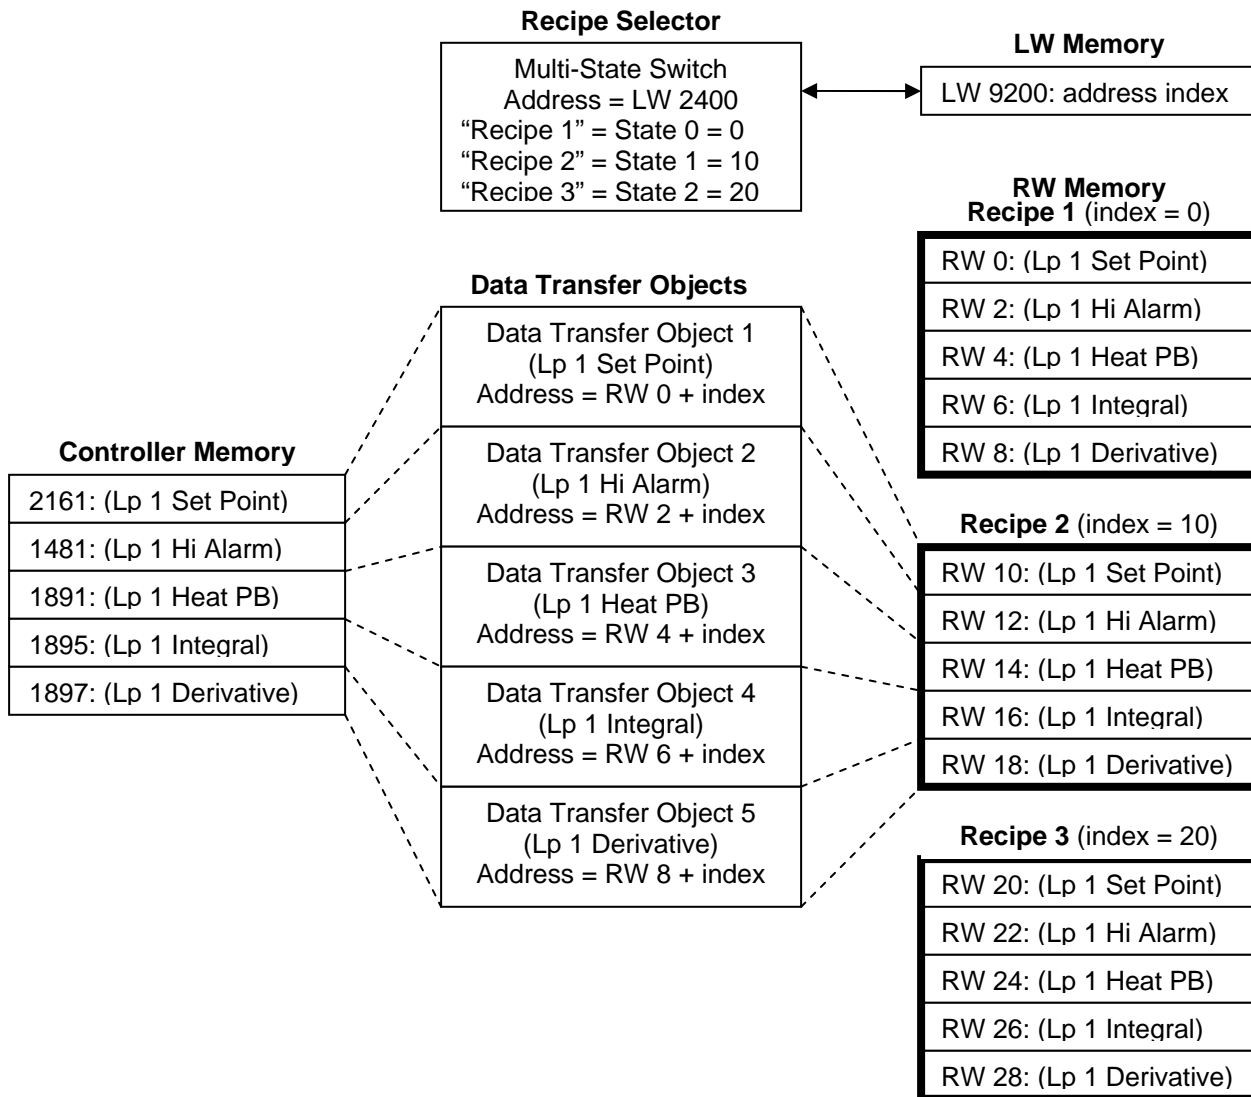 Recipe Selector
Multi-State Switch
Address = LW 2400
“Recipe 1” = State 0 = 0
“Recipe 2” = State 1 = 10
“Recipe 3” = State 2 = 20
LW Memory
LW 9200: address index
RW Memory
Recipe 1 (index = 0)
RW 0: (Lp 1 Set Point)
RW 2: (Lp 1 Hi Alarm)
RW 4: (Lp 1 Heat PB)
RW 6: (Lp 1 Integral)
RW 8: (Lp 1 Derivative)
Data Transfer Objects
Data Transfer Object 1
(Lp 1 Set Point)
Address = RW 0 + index
Data Transfer Object 2
(Lp 1 Hi Alarm)
Address = RW 2 + index
Data Transfer Object 3
(Lp 1 Heat PB)
Address = RW 4 + index
Data Transfer Object 4
(Lp 1 Integral)
Address = RW 6 + index
Data Transfer Object 5
(Lp 1 Derivative)
Address = RW 8 + index
Controller Memory
2161: (Lp 1 Set Point)
1481: (Lp 1 Hi Alarm)
1891: (Lp 1 Heat PB)
1895: (Lp 1 Integral)
1897: (Lp 1 Derivative)
Recipe 2 (index = 10)
RW 10: (Lp 1 Set Point)
RW 12: (Lp 1 Hi Alarm)
RW 14: (Lp 1 Heat PB)
RW 16: (Lp 1 Integral)
RW 18: (Lp 1 Derivative)
Recipe 3 (index = 20)
RW 20: (Lp 1 Set Point)
RW 22: (Lp 1 Hi Alarm)
RW 24: (Lp 1 Heat PB)
RW 26: (Lp 1 Integral)
RW 28: (Lp 1 Derivative)